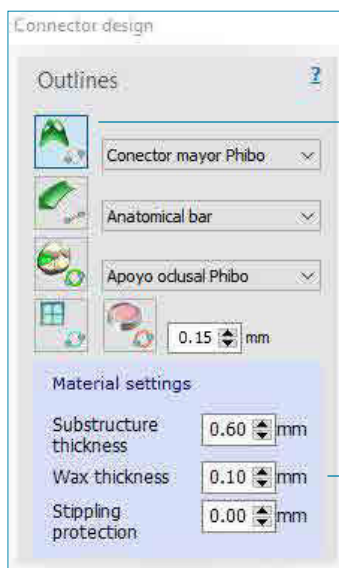 Connector design
Outlines ?
Conector mayor Phibo
Anatomical bar
Apoyo oclusal Phibo
0.15 mm
Material settings
Substructure
thickness 0.60 mm
Wax thickness 0.10 mm
Stippling
protection 0.00 mm